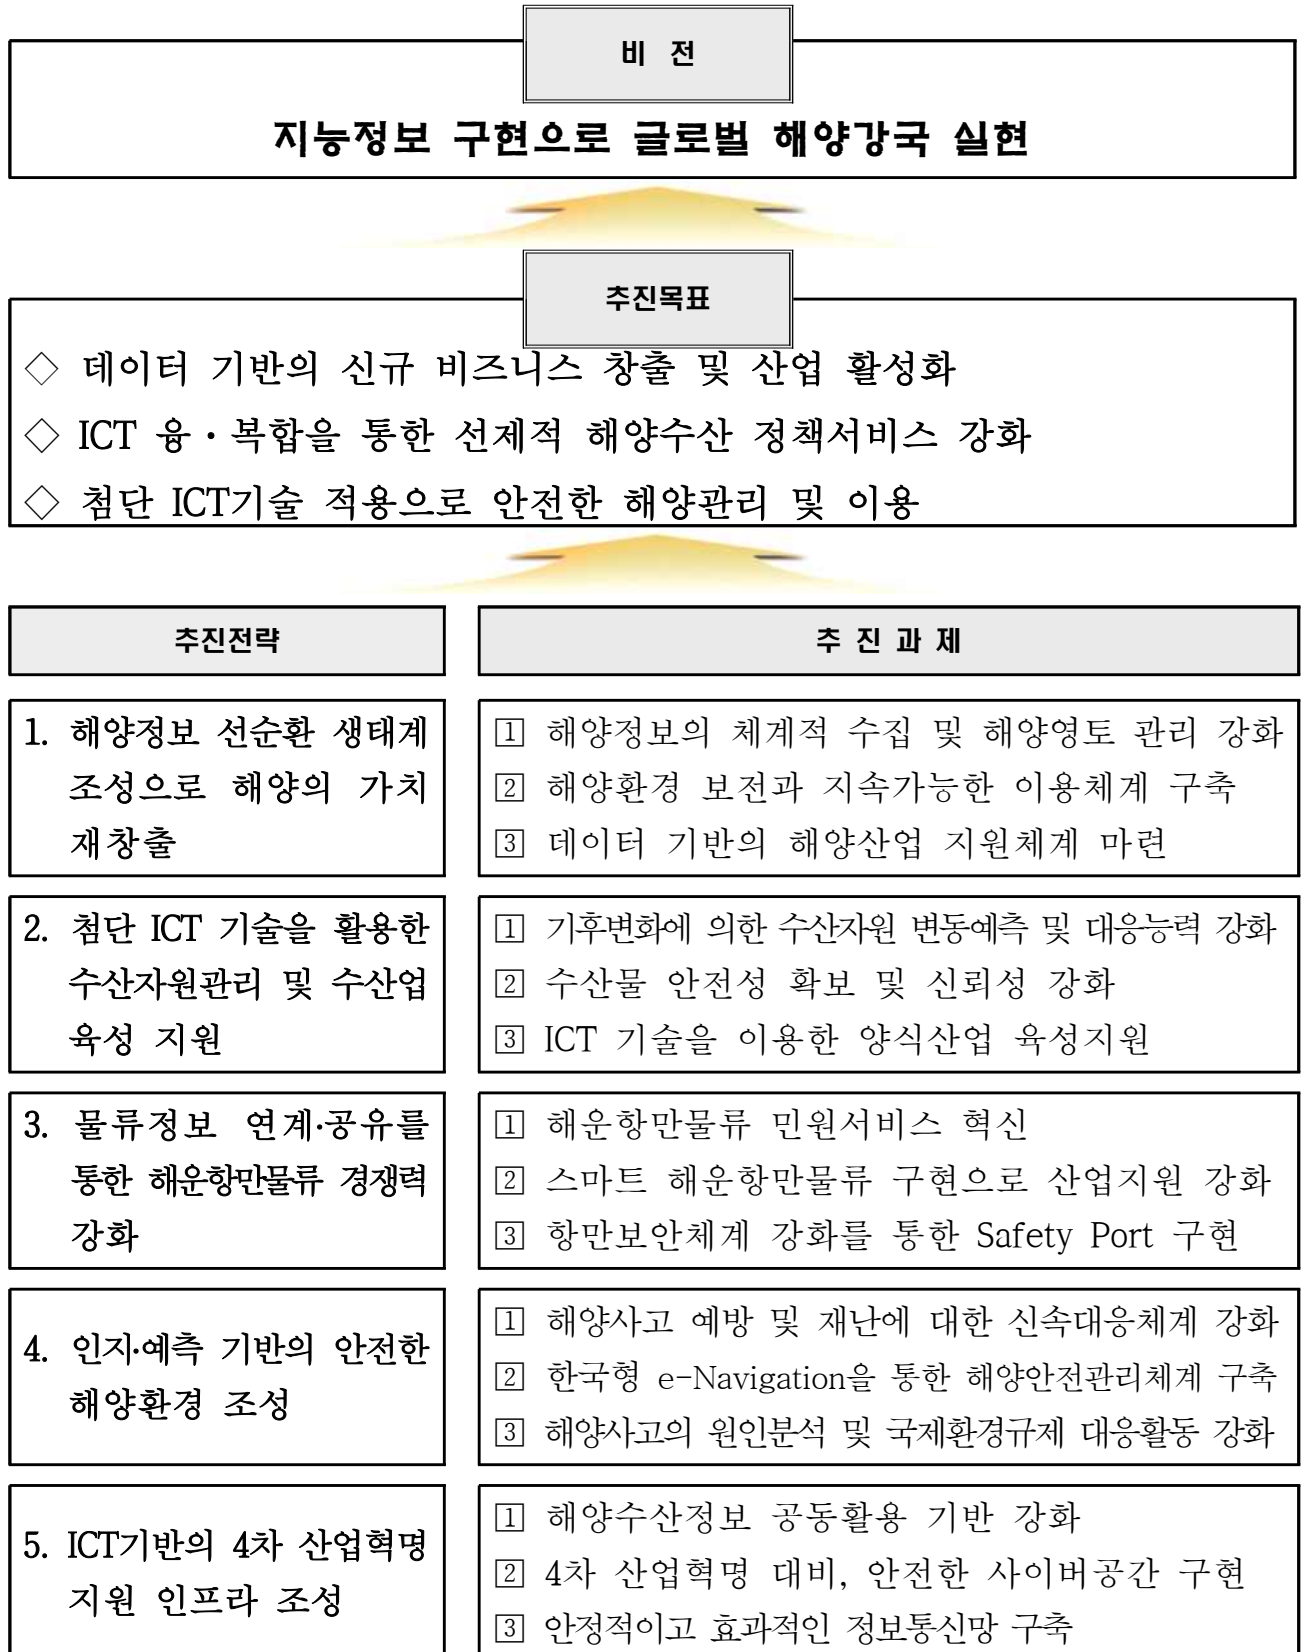 비 전
지능정보 구현으로 글로벌 해양강국 실현
추진목표
◇ 데이터 기반의 신규 비즈니스 창출 및 산업 활성화
◇ ICT 융·복합을 통한 선제적 해양수산 정책서비스 강화
◇ 첨단 ICT기술 적용으로 안전한 해양관리 및 이용
추진전략
추 진 과 제
1. 해양정보 선순환 생태계
조성으로 해양의 가치
재창출
1 해양정보의 체계적 수집 및 해양영토 관리 강화
2 해양환경 보전과 지속가능한 이용체계 구축
3 데이터 기반의 해양산업 지원체계 마련
2. 첨단 ICT 기술을 활용한
수산자원관리 및 수산업
육성 지원
1 기후변화에 의한 수산자원 변동예측 및 대응능력 강화
2 수산물 안전성 확보 및 신뢰성 강화
3 ICT 기술을 이용한 양식산업 육성지원
3. 물류정보 연계·공유를
통한 해운항만물류 경쟁력
강화
1 해운항만물류 민원서비스 혁신
2 스마트 해운항만물류 구현으로 산업지원 강화
3 항만보안체계 강화를 통한 Safety Port 구현
4. 인지·예측 기반의 안전한
해양환경 조성
1 해양사고 예방 및 재난에 대한 신속대응체계 강화
2 한국형 e-Navigation을 통한 해양안전관리체계 구축
3 해양사고의 원인분석 및 국제환경규제 대응활동 강화
5. ICT기반의 4차 산업혁명
지원 인프라 조성
1 해양수산정보 공동활용 기반 강화
2 4차 산업혁명 대비, 안전한 사이버공간 구현
3 안정적이고 효과적인 정보통신망 구축